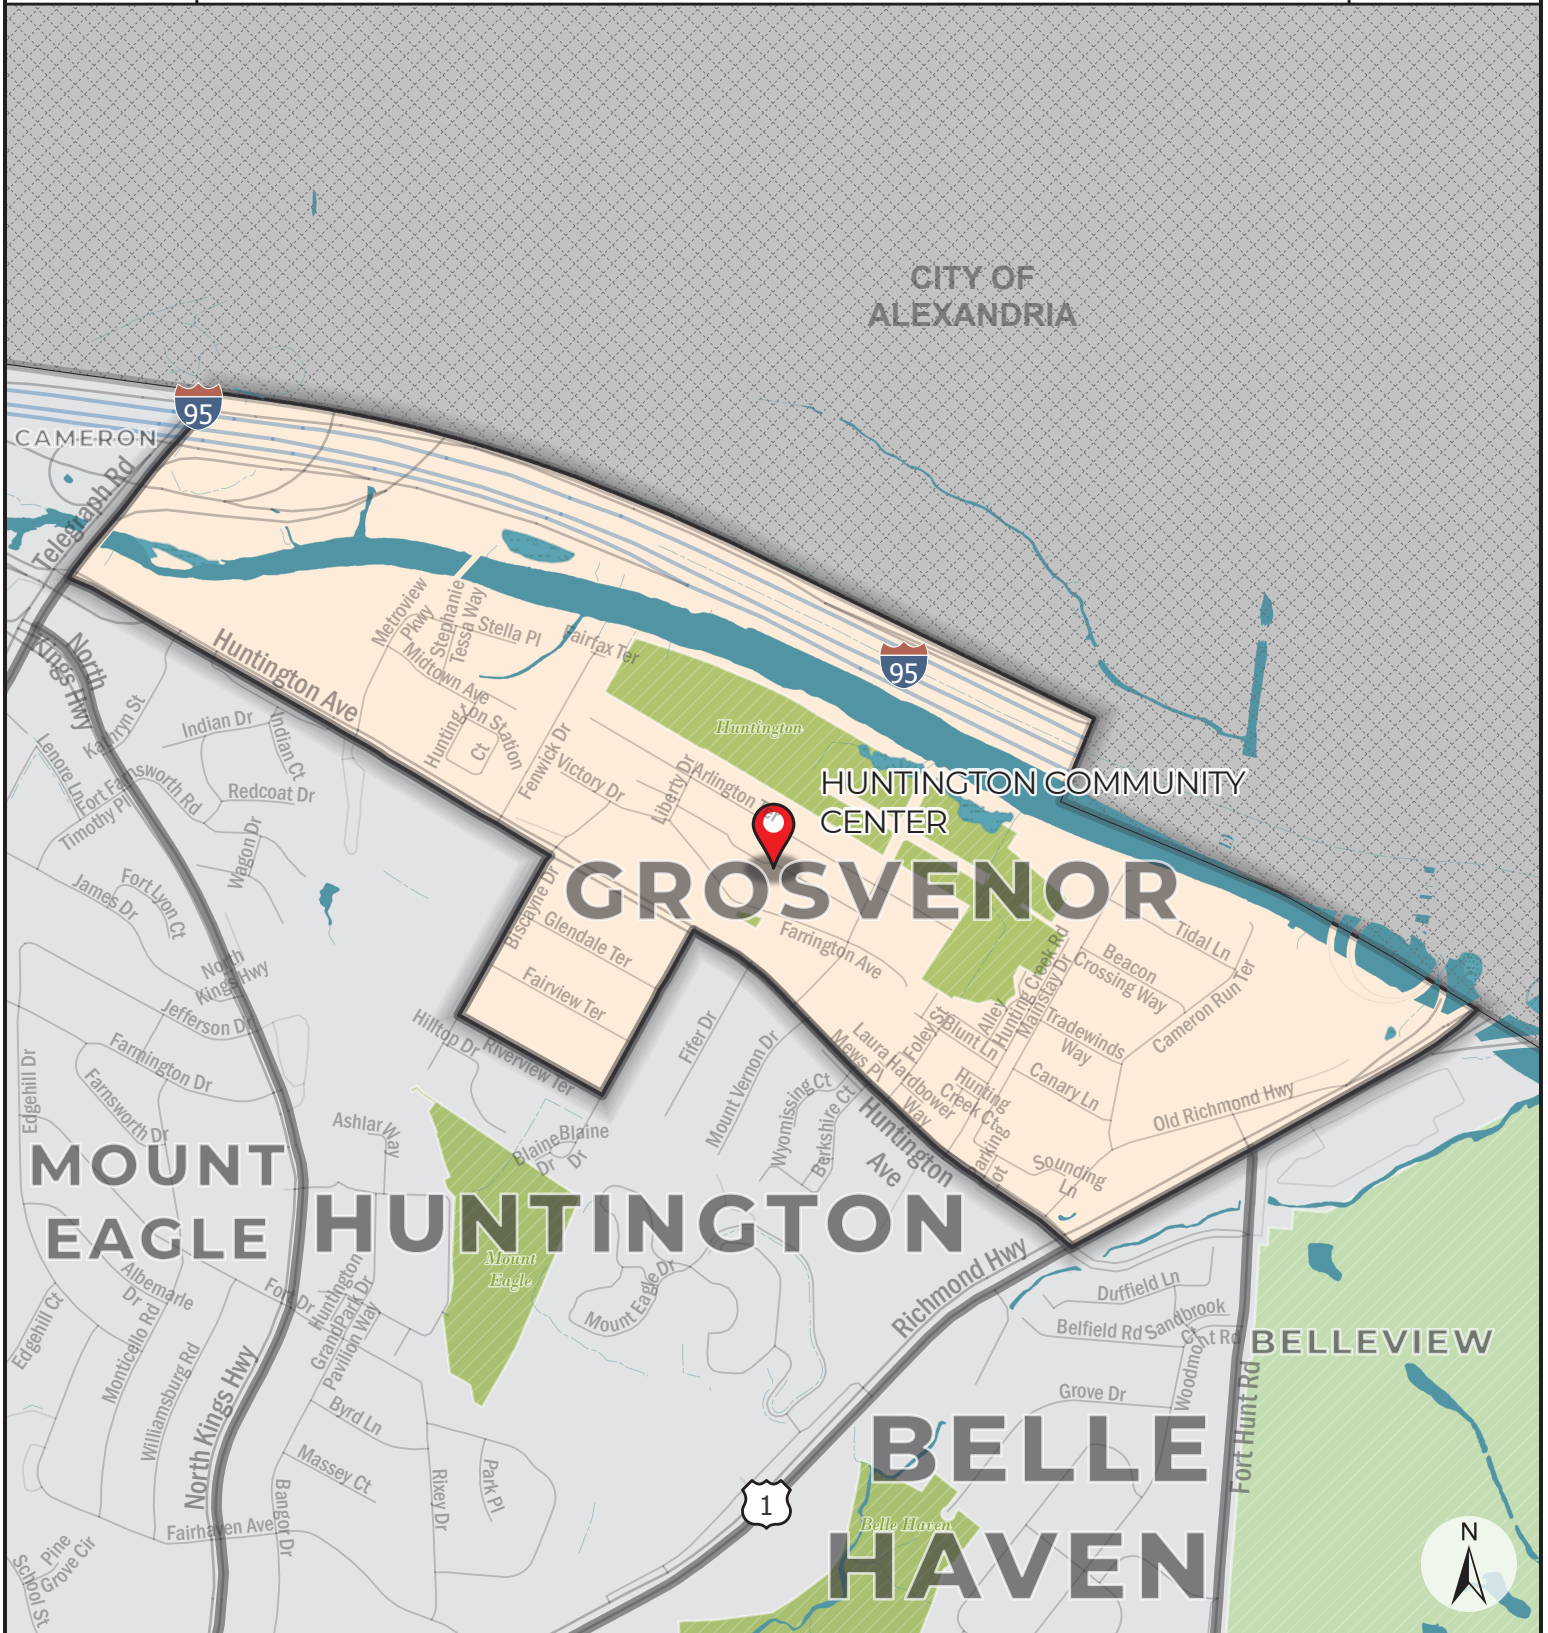 CITY OF
ALEXANDRIA
95
CAMERON
Telegraph Rd
Metroview
Pkwy
Stephanie
Tessa Way
Stella Pl
Fairfax Ter
Midtown Ave
95
North
Kings Hwy
Huntington Ave
Kathryn St
Indian Dr
Indian Ct
Lenore Ln
Fort Farnsworth Rd
Timothy Pl
Redcoat Dr
Wagon Dr
Huntington Station
Ct
Fenwick Dr
Victory Dr
Liberty Dr
Arlington Ter
Huntington
HUNTINGTON COMMUNITY
CENTER
GROSVENOR
James Dr
Fort Lyon Ct
Biscayne Dr
Glendale Ter
Fairview Ter
Farrington Ave
Tidal Ln
Beacon
Crossing Way
Cameron Run Ter
Hunting Creek Rd
Mainstay Dr
Alley
North
Kings Hwy
Jefferson Dr
Farmington Dr
Farnsworth Dr
Edgehill Dr
Hilltop Dr
Riverview Ter
Fifer Dr
Mount Vernon Dr
Wyomissing Ct
Berkshire Ct
Laura
Mews Pl
Hardbower
Way
Foley St
Blunt Ln
Tradewinds
Way
Canary Ln
Hunting
Creek Ct
Old Richmond Hwy
Sounding
Ln
Huntington
Ave
Ashlar Way
Blaine
Dr
Blaine
Dr
MOUNT
EAGLE
HUNTINGTON
Mount
Eagle
Mount Eagle Dr
Richmond Hwy
Albemarle
Dr
Edgehill Ct
Monticello Rd
Williamsburg Rd
North Kings Hwy
Fort Dr
Huntington
GrandPark Dr
Pavilion Way
Duffield Ln
Belfield Rd
Sandbrook
Ct
BELLEVIEW
Grove Dr
Fort Hunt Rd
Byrd Ln
Massey Ct
Rixey Dr
Park Pl
Bangor Dr
Fairhaven Ave
Pine
Grove Cir
School St
1
BELLE
HAVEN
Belle Haven
N